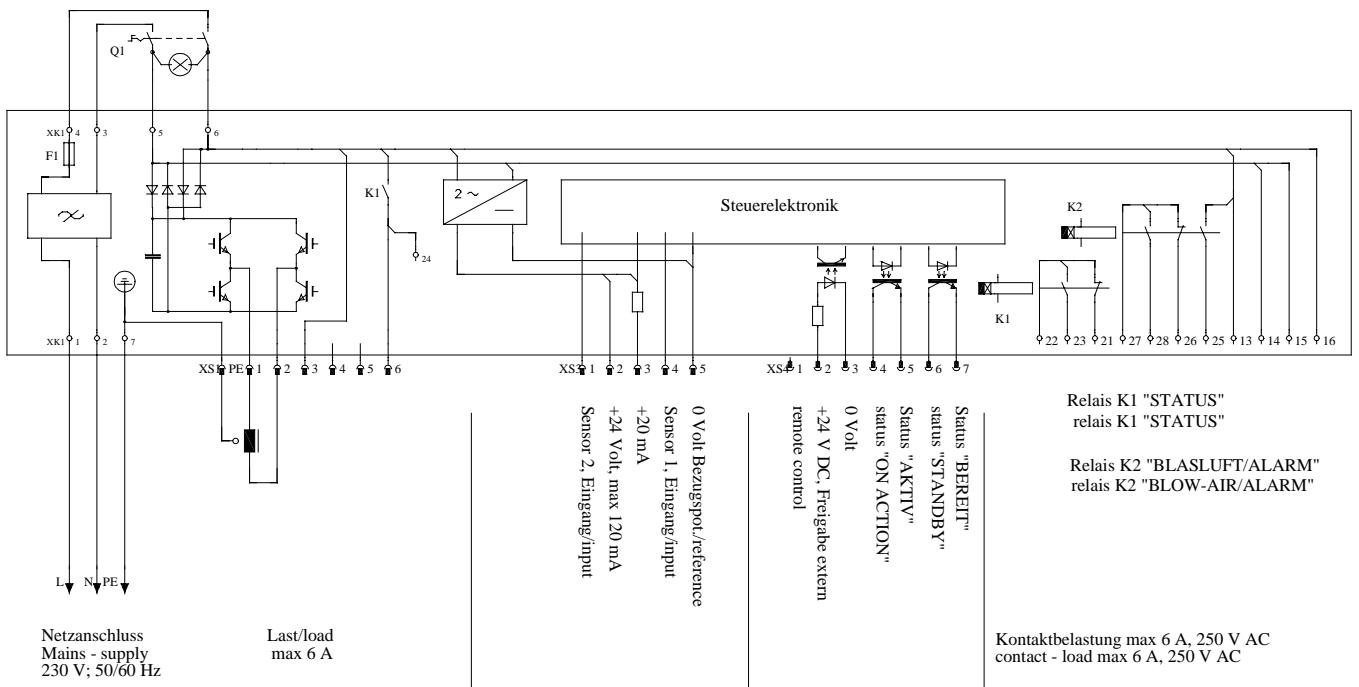 Q1
XK1 4
3
5
6
F1
K1
2 ~
24
Steuerelektronik
K2
K1
XK1 1
2
7
22
23
21
27
28
26
25
13
14
15
16
XS1 PE 1 2 3 4 5 6
XS3 1 2 3 4 5
XS4 1 2 3 4 5 6 7
Sensor 2, Eingang/input
+24 Volt, max 120 mA
+20 mA
Sensor 1, Eingang/input
0 Volt Bezugspot./reference
remote control
+24 V DC, Freigabe extern
0 Volt
status "ON ACTION"
Status "AKTIV"
status "STANDBY"
Status "BEREIT"
Relais K1 "STATUS"
relais K1 "STATUS"
Relais K2 "BLASLUFT/ALARM"
relais K2 "BLOW-AIR/ALARM"
L
N
PE
Netzanschluss
Mains - supply
230 V; 50/60 Hz
Last/load
max 6 A
Kontaktbelastung max 6 A, 250 V AC
contact - load max 6 A, 250 V AC